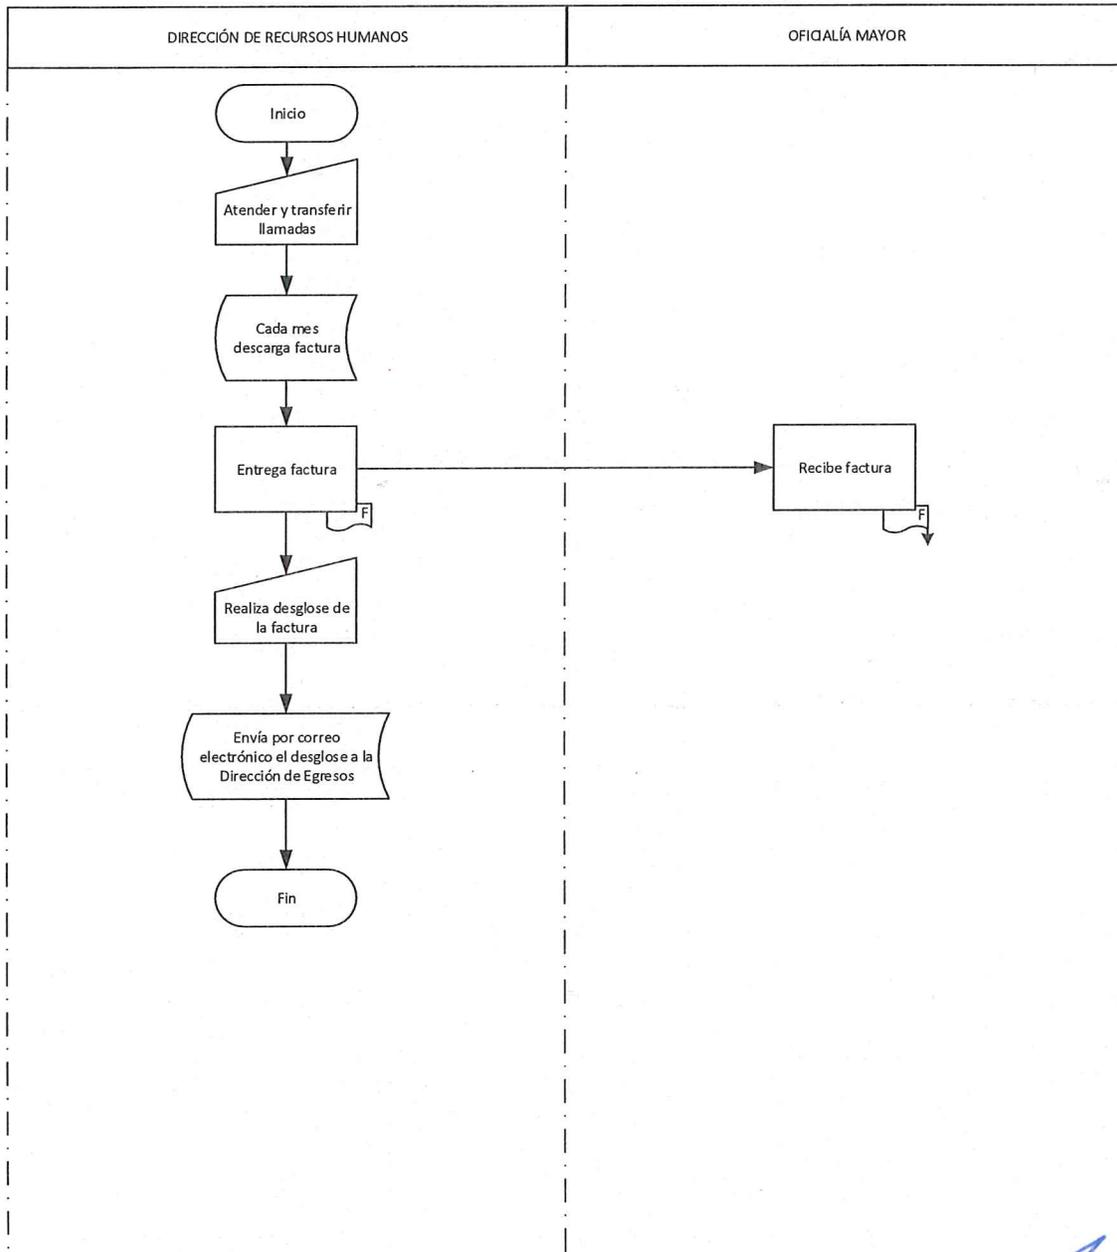 DIRECCIÓN DE RECURSOS HUMANOS
OFICIALÍA MAYOR
Inicio
Atender y transferir
llamadas
Cada mes
descarga factura
Entrega factura
F
Recibe factura
F
Realiza desglose de
la factura
Envía por correo
electrónico el desglose a la
Dirección de Egresos
Fin